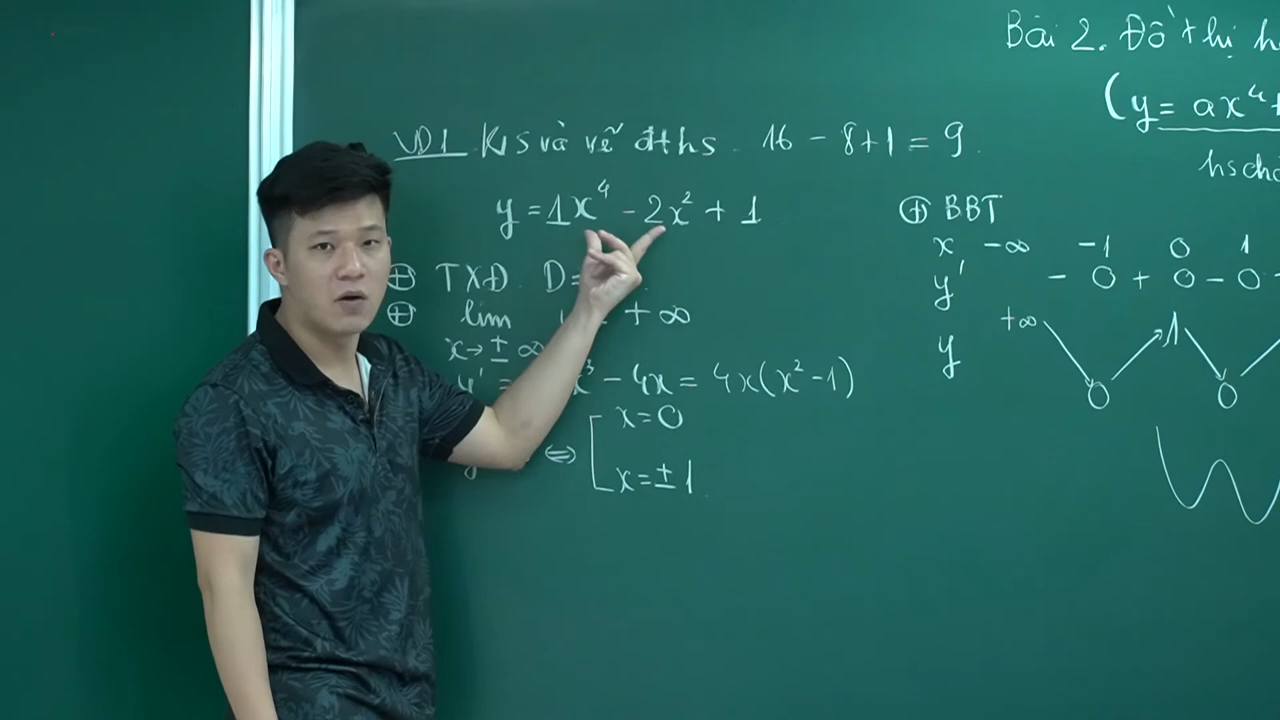 VD1. KS và vẽ đths. 16 - 8 + 1 = 9.
y = 1x⁴ - 2x² + 1
⊕ TXĐ. D=
⊕ lim + ∞
x → ± ∞
y' = x³ - 4x = 4x(x² - 1)
⇔ [ x = 0
x = ± 1.
Bài 2. Đồ thị h
(y = ax⁴+
hs
⊕ BBT
x -∞ -1 0 1
y' - 0 + 0 - 0
+∞ 1
y
0 0